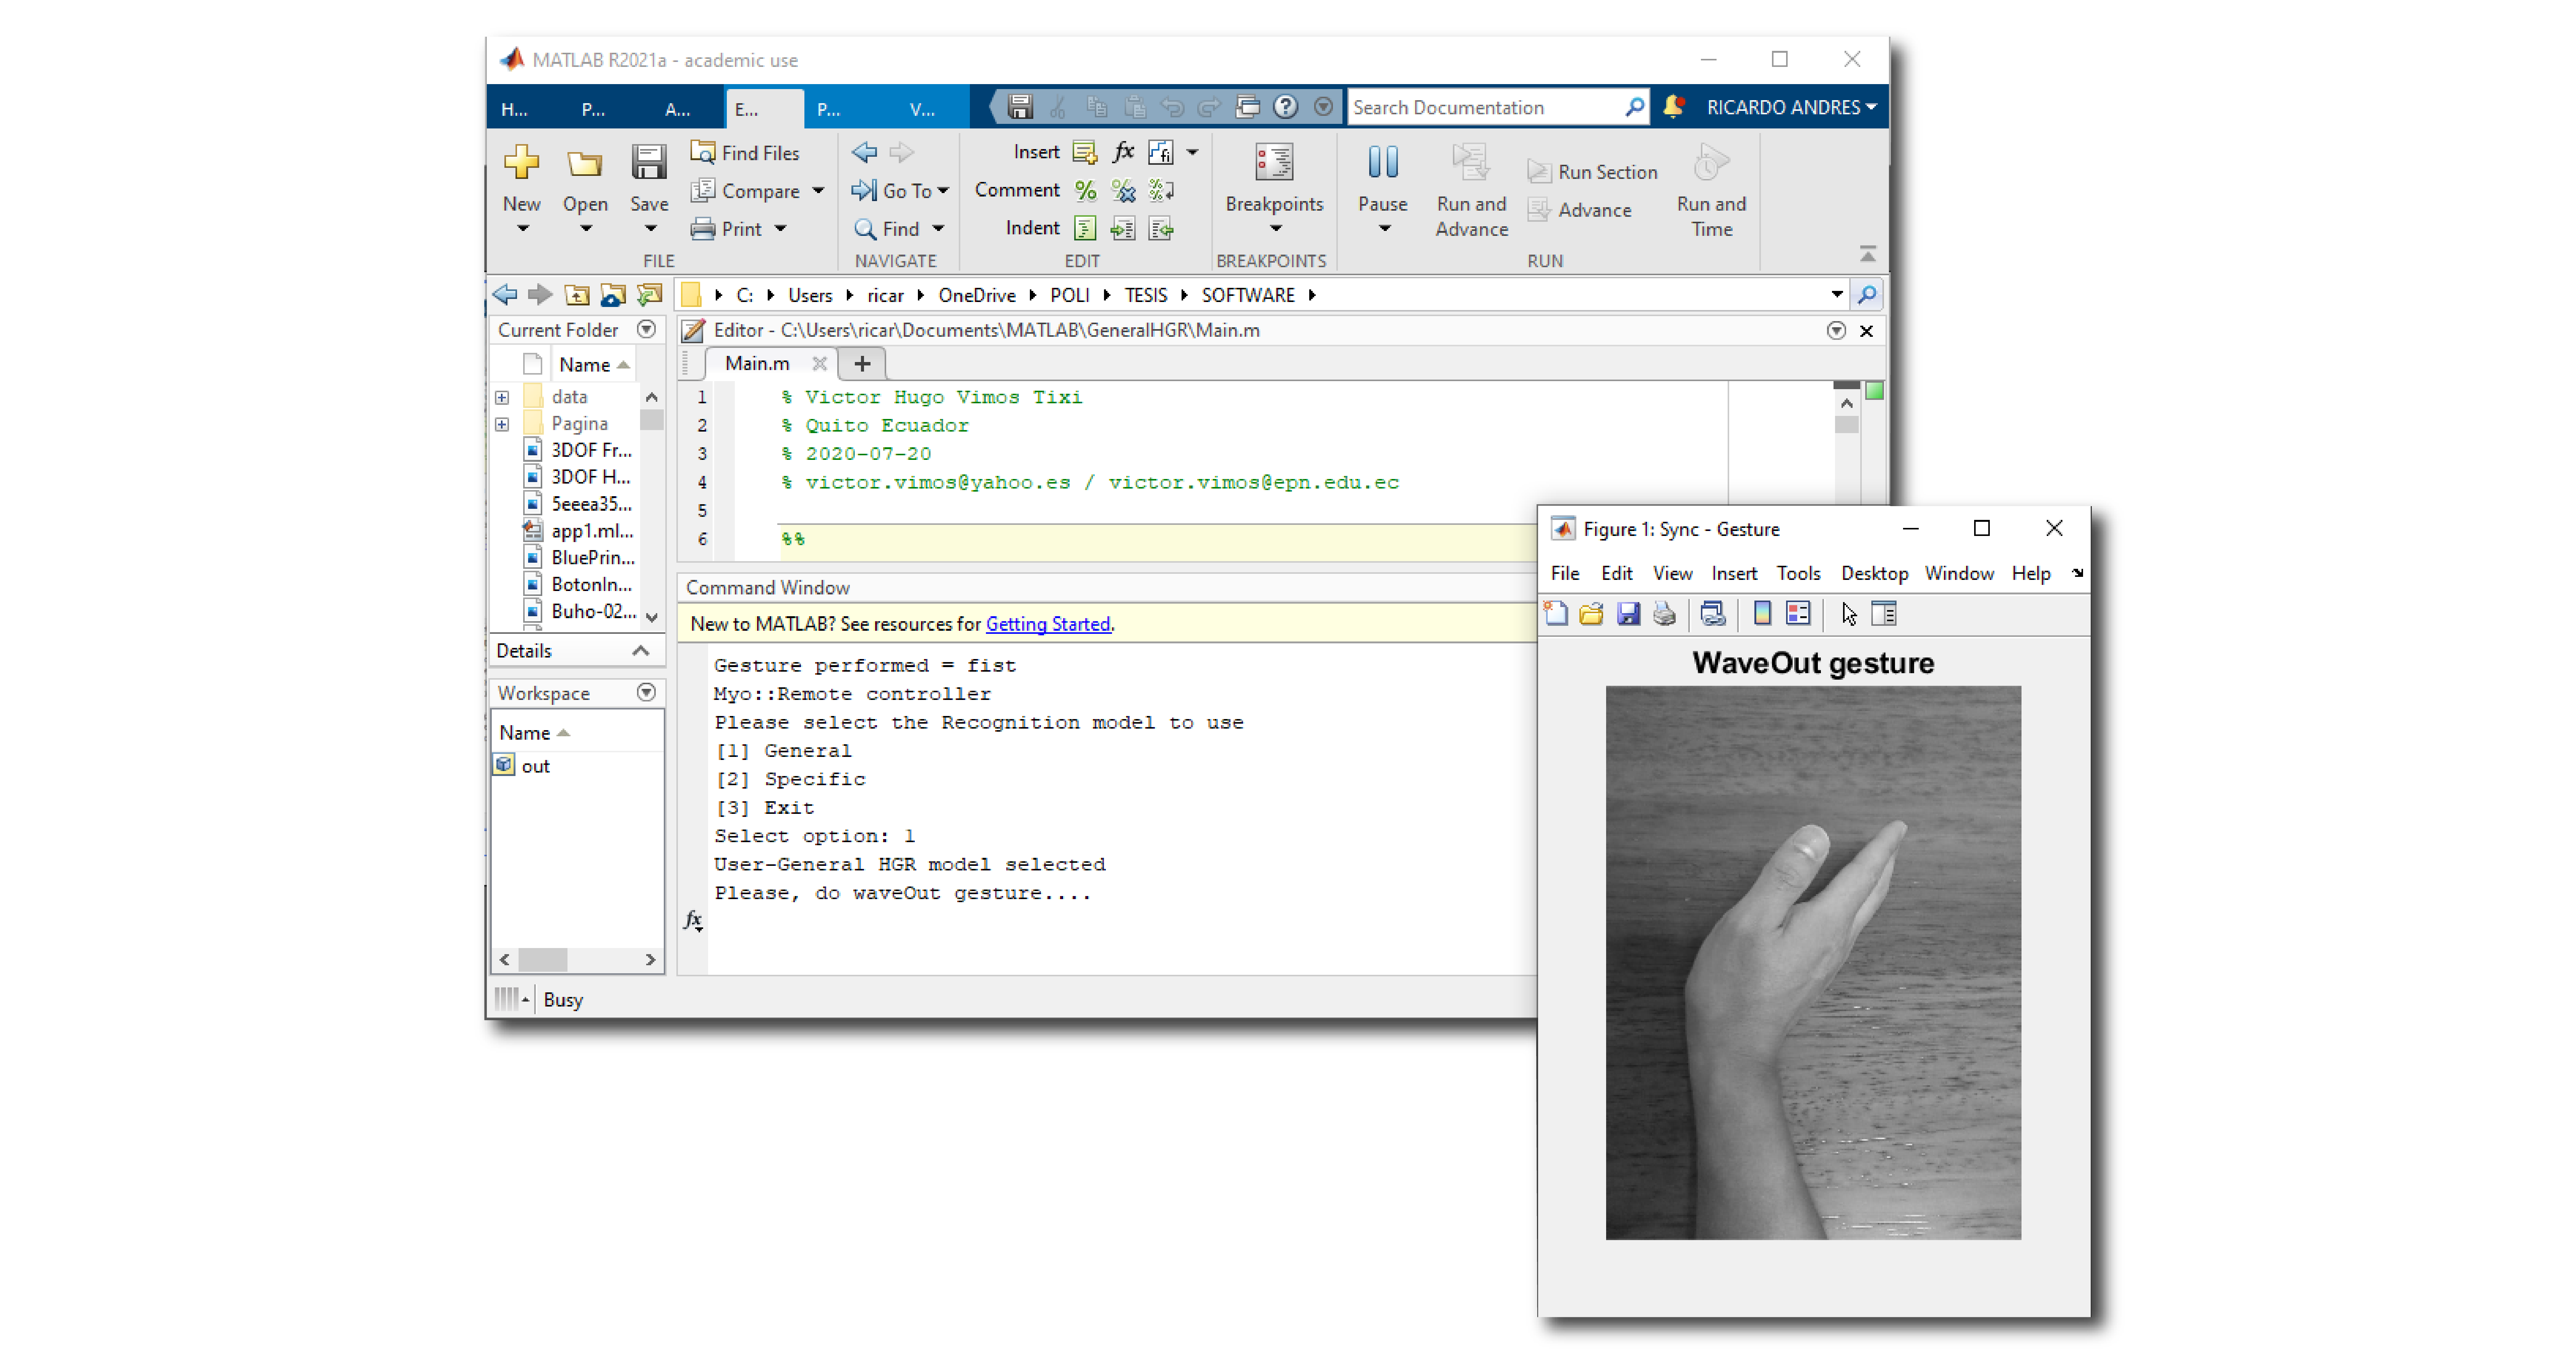 MATLAB R2021a - academic use
H... P... A... E... P... V... Search Documentation RICARDO ANDRES
Find Files
Compare
Print
New Open Save
FILE
Go To
Find
NAVIGATE
Insert fx fi
Comment
Indent
EDIT
Breakpoints
BREAKPOINTS
Pause
Run and Advance
Run Section
Advance
Run and Time
RUN
C: Users ricar OneDrive POLI TESIS SOFTWARE
Current Folder
Name
data
Pagina
3DOF Fr...
3DOF H...
5eeea35...
app1.ml...
BluePrin...
BotonIn...
Buho-02...
Details
Workspace
Name
out
Editor - C:\Users\ricar\Documents\MATLAB\GeneralHGR\Main.m
Main.m
1 % Victor Hugo Vimos Tixi
2 % Quito Ecuador
3 % 2020-07-20
4 % victor.vimos@yahoo.es / victor.vimos@epn.edu.ec
5
6 %%
Command Window
New to MATLAB? See resources for Getting Started.
Gesture performed = fist
Myo::Remote controller
Please select the Recognition model to use
[1] General
[2] Specific
[3] Exit
Select option: 1
User-General HGR model selected
Please, do waveOut gesture....
fx
Busy
Figure 1: Sync - Gesture
File Edit View Insert Tools Desktop Window Help
WaveOut gesture